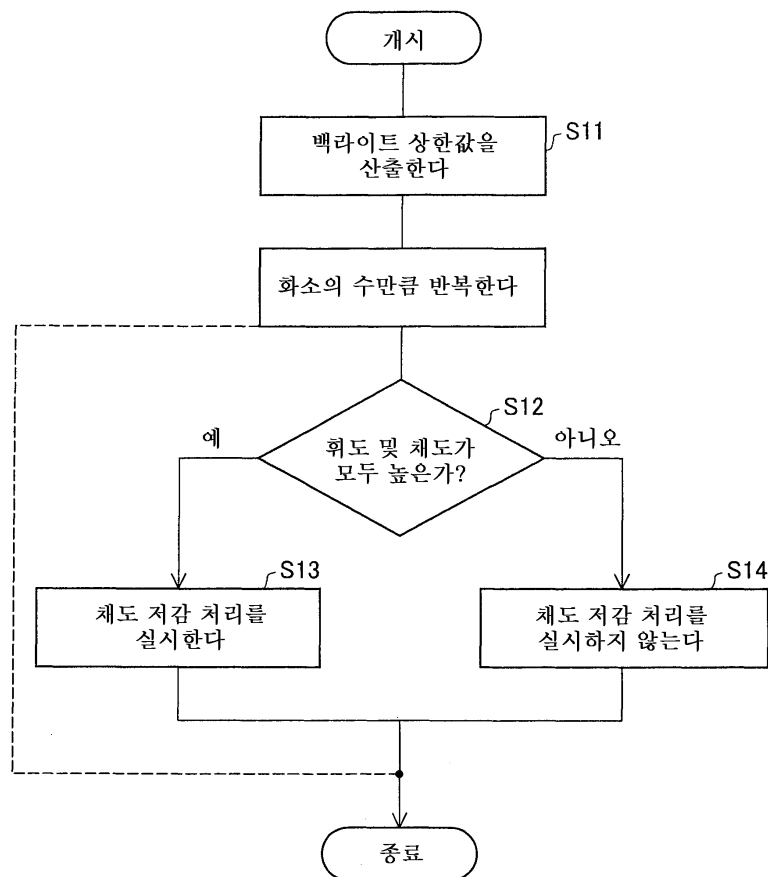 개시
백라이트 상한값을
산출한다
S11
화소의 수만큼 반복한다
S12
예
휘도 및 채도가
모두 높은가?
아니오
S13
채도 저감 처리를
실시한다
S14
채도 저감 처리를
실시하지 않는다
종료